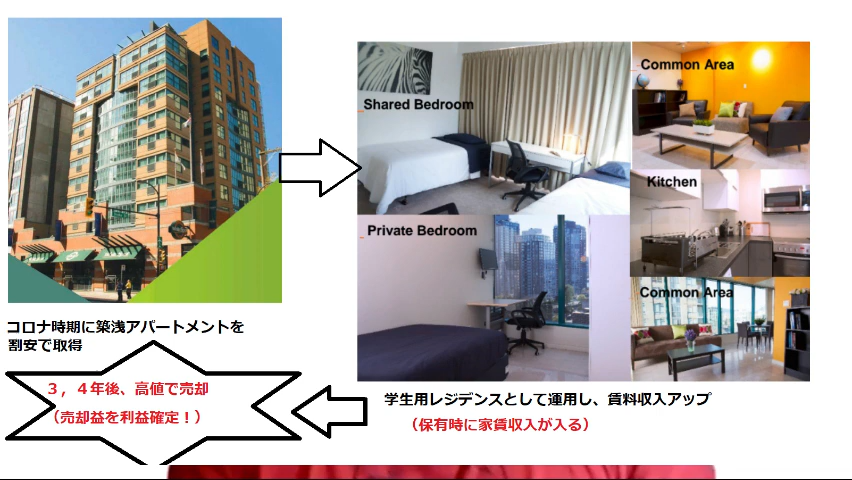 Shared Bedroom
Common Area
Kitchen
Private Bedroom
Common Area
コロナ時期に築浅アパートメントを
割安で取得
学生用レジデンスとして運用し、賃料収入アップ
（保有時に家賃収入が入る）
３，４年後、高値で売却
（売却益を利益確定！）